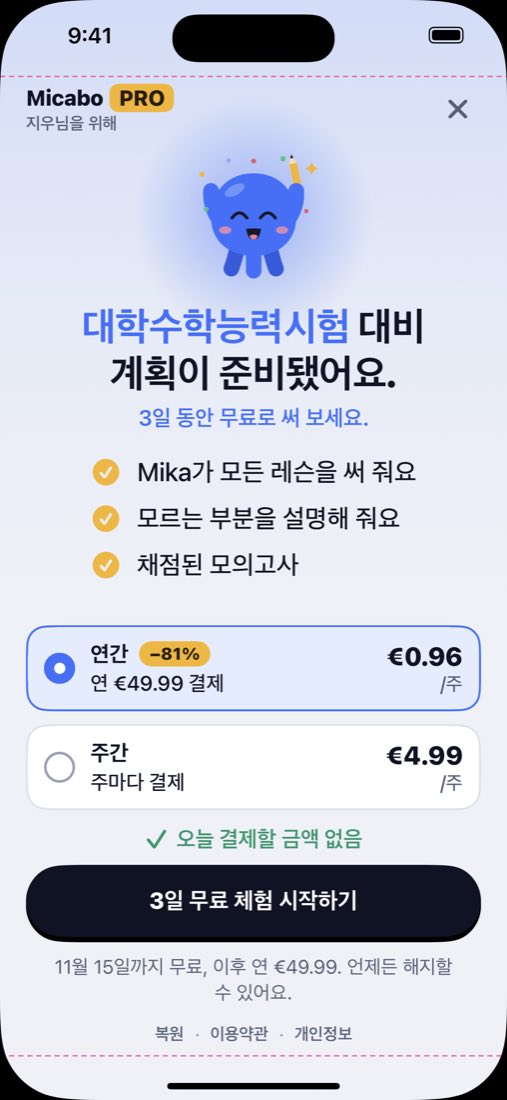 9:41
Micabo PRO
지우님을 위해
대학수학능력시험 대비
계획이 준비됐어요.
3일 동안 무료로 써 보세요.
Mika가 모든 레슨을 써 줘요
모르는 부분을 설명해 줘요
채점된 모의고사
연간 −81%
€0.96
연 €49.99 결제
/주
주간
€4.99
주마다 결제
/주
오늘 결제할 금액 없음
3일 무료 체험 시작하기
11월 15일까지 무료, 이후 연 €49.99. 언제든 해지할
수 있어요.
복원 · 이용약관 · 개인정보